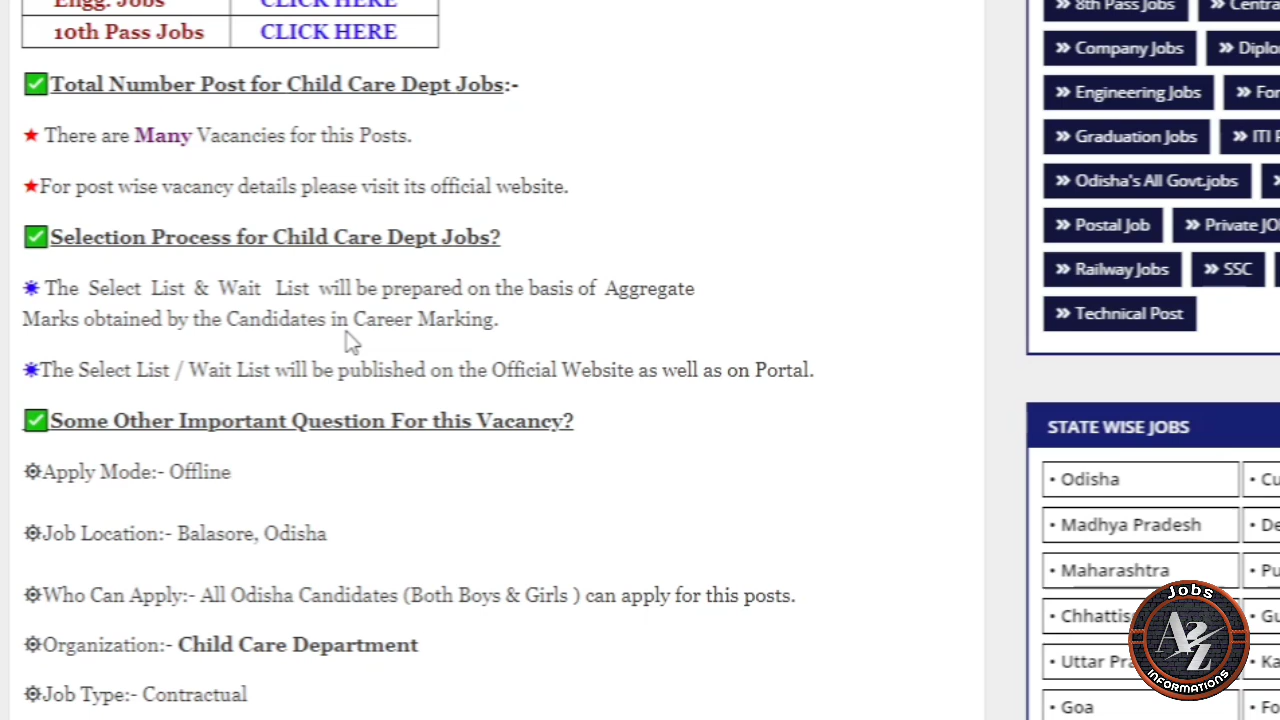 Engg. Jobs CLICK HERE
10th Pass Jobs CLICK HERE
Total Number Post for Child Care Dept Jobs:-
There are Many Vacancies for this Posts.
For post wise vacancy details please visit its official website.
Selection Process for Child Care Dept Jobs?
The Select List & Wait List will be prepared on the basis of Aggregate
Marks obtained by the Candidates in Career Marking.
The Select List / Wait List will be published on the Official Website as well as on Portal.
Some Other Important Question For this Vacancy?
Apply Mode:- Offline
Job Location:- Balasore, Odisha
Who Can Apply:- All Odisha Candidates (Both Boys & Girls ) can apply for this posts.
Organization:- Child Care Department
Job Type:- Contractual
» 8th Pass Jobs »
» Company Jobs »
» Engineering Jobs »
» Graduation Jobs » ITI
» Odisha's All Govt.jobs
» Postal Job » Private
» Railway Jobs » SSC
» Technical Post
STATE WISE JOBS
• Odisha
• Madhya Pradesh
• Maharashtra
•
•
• Goa
Jobs
A2Z
INFORMATIONS